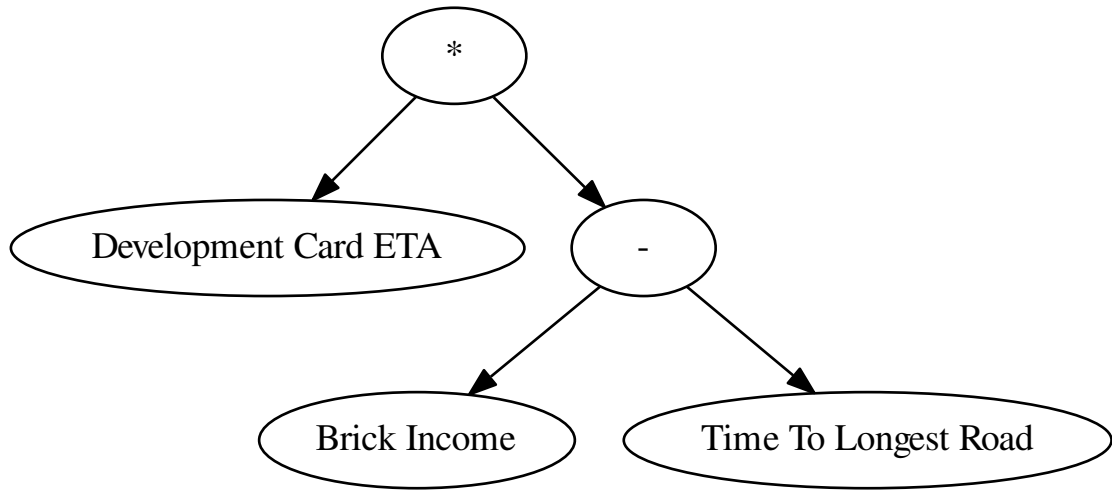 *
Development Card ETA
-
Brick Income
Time To Longest Road